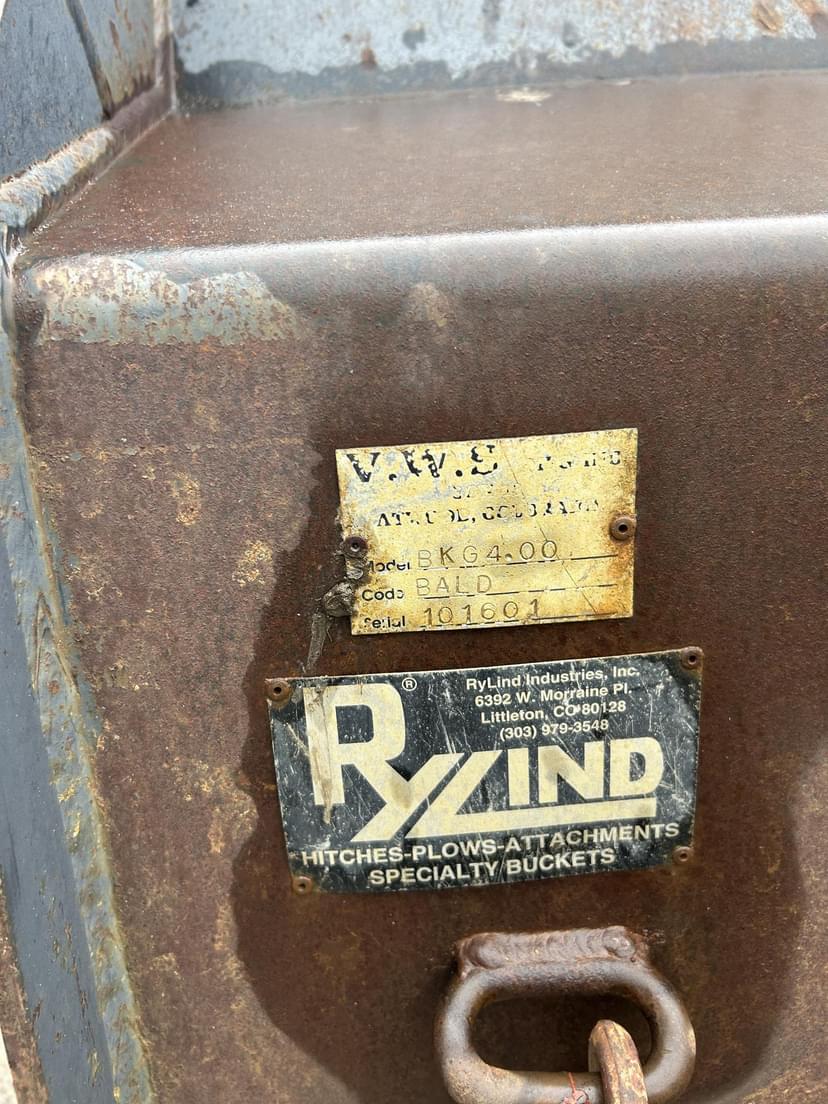 V.W.S
Model BKG4.00
Code BALD
Serial 101601
RYLIND®
RyLind Industries, Inc.
6392 W. Morraine Pl.
Littleton, CO 80128
(303) 979-3548
HITCHES-PLOWS-ATTACHMENTS
SPECIALTY BUCKETS